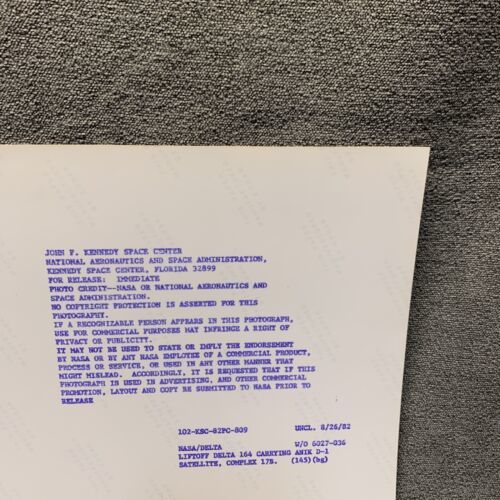 JOHN F. KENNEDY SPACE CENTER
NATIONAL AERONAUTICS AND SPACE ADMINISTRATION,
KENNEDY SPACE CENTER, FLORIDA 32899
FOR RELEASE: IMMEDIATE
PHOTO CREDIT--NASA OR NATIONAL AERONAUTICS AND
SPACE ADMINISTRATION.
NO COPYRIGHT PROTECTION IS ASSERTED FOR THIS
PHOTOGRAPHY.
IF A RECOGNIZABLE PERSON APPEARS IN THIS PHOTOGRAPH,
USE FOR COMMERCIAL PURPOSES MAY INFRINGE A RIGHT OF
PRIVACY OR PUBLICITY.
IT MAY NOT BE USED TO STATE OR IMPLY THE ENDORSEMENT
BY NASA OR BY ANY NASA EMPLOYEE OF A COMMERCIAL PRODUCT,
PROCESS OR SERVICE, OR USED IN ANY OTHER MANNER THAT
MIGHT MISLEAD. ACCORDINGLY, IT IS REQUESTED THAT IF THIS
PHOTOGRAPH IS USED IN ADVERTISING, AND OTHER COMMERCIAL
PROMOTION, LAYOUT AND COPY BE SUBMITTED TO NASA PRIOR TO
RELEASE
102-KSC-82PC-809 UNCL. 8/26/82
NASA/DELTA W/O 6027-036
LIFTOFF DELTA 164 CARRYING ANIK D-1
SATELLITE, COMPLEX 17B. (145)(bg)